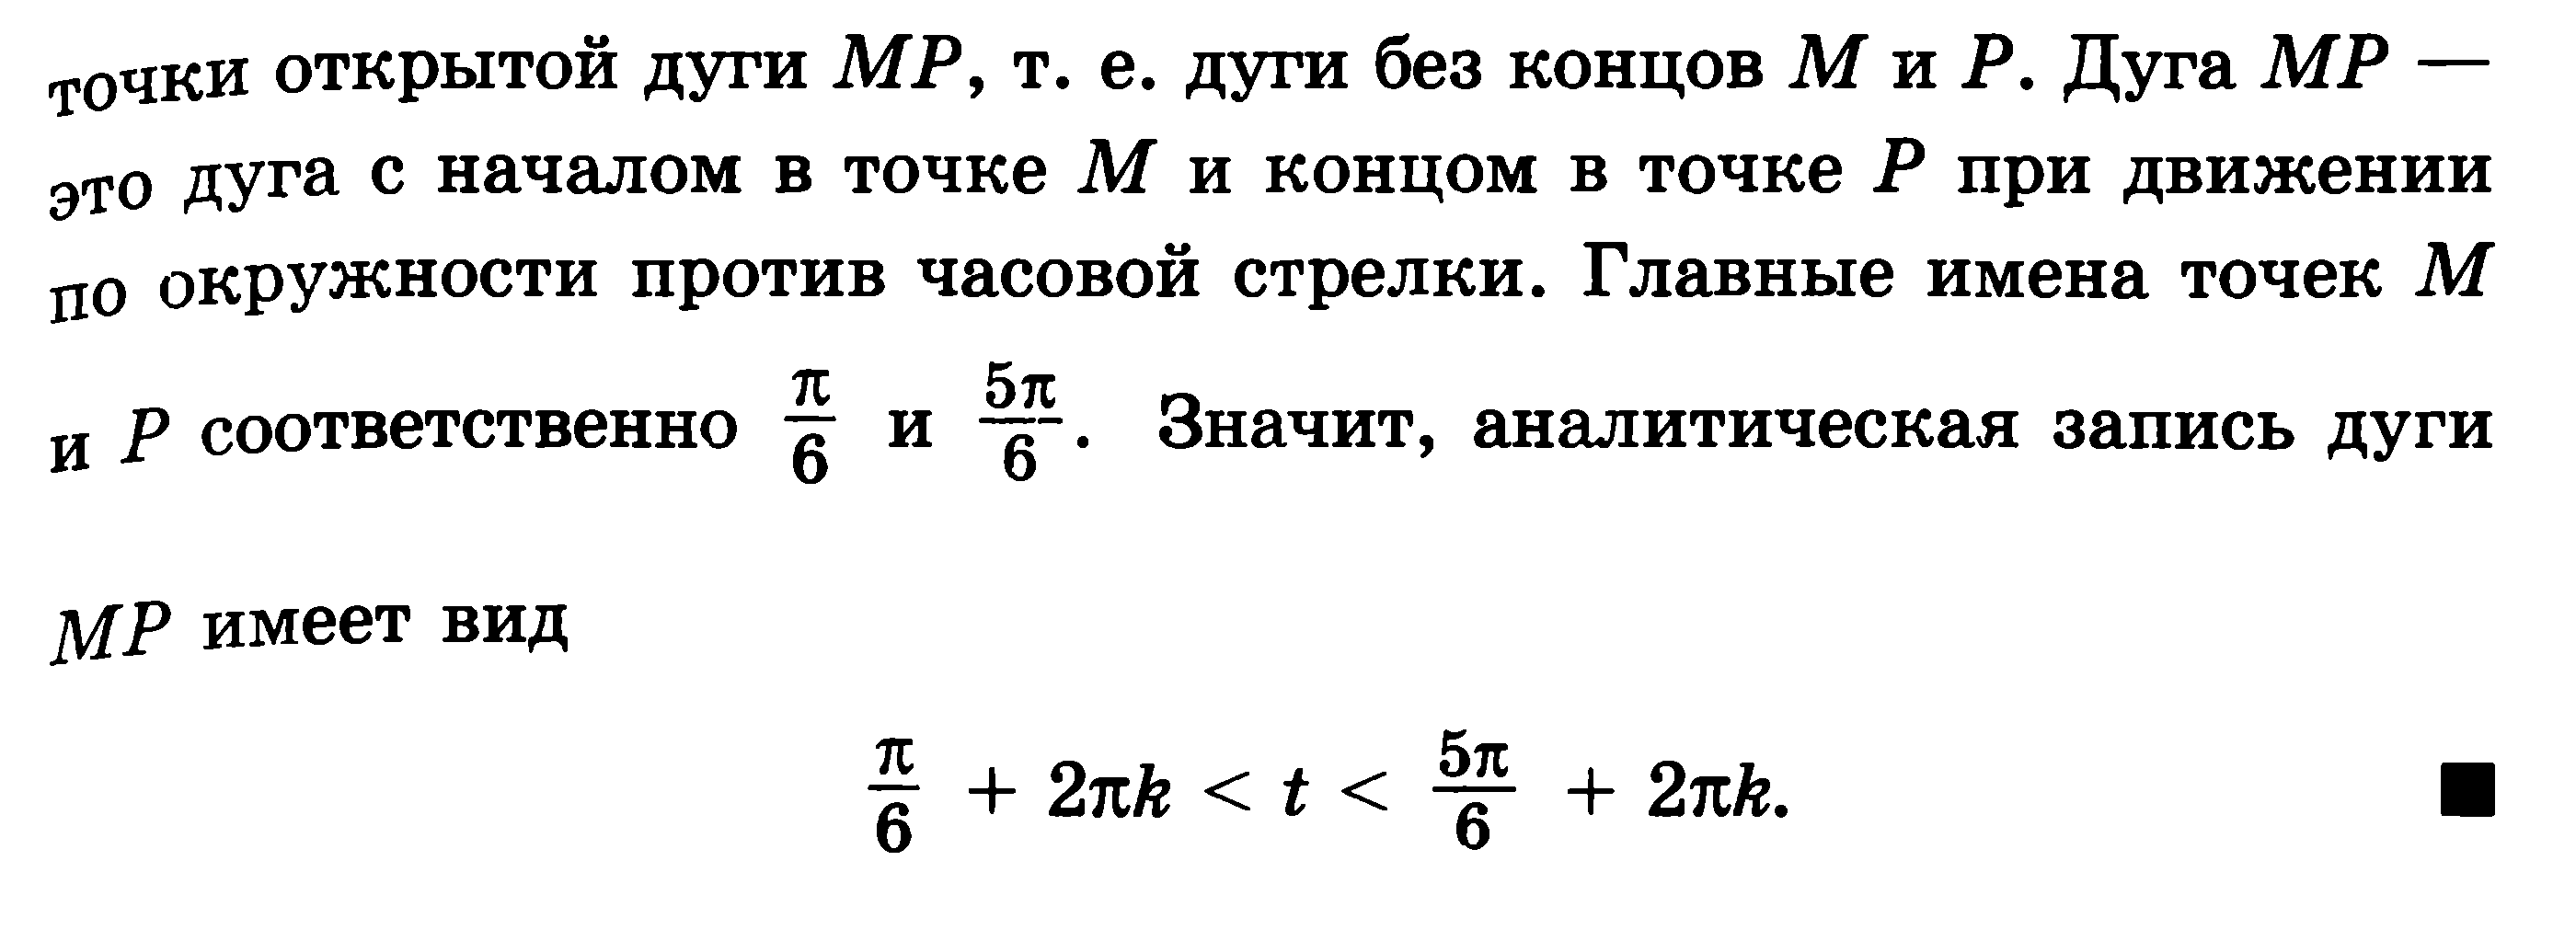 точки открытой дуги MP, т. е. дуги без концов M и P. Дуга MP —
это дуга с началом в точке M и концом в точке P при движении
по окружности против часовой стрелки. Главные имена точек M
и P соответственно π/6 и 5π/6. Значит, аналитическая запись дуги
MP имеет вид
π/6 + 2πk < t < 5π/6 + 2πk. ■